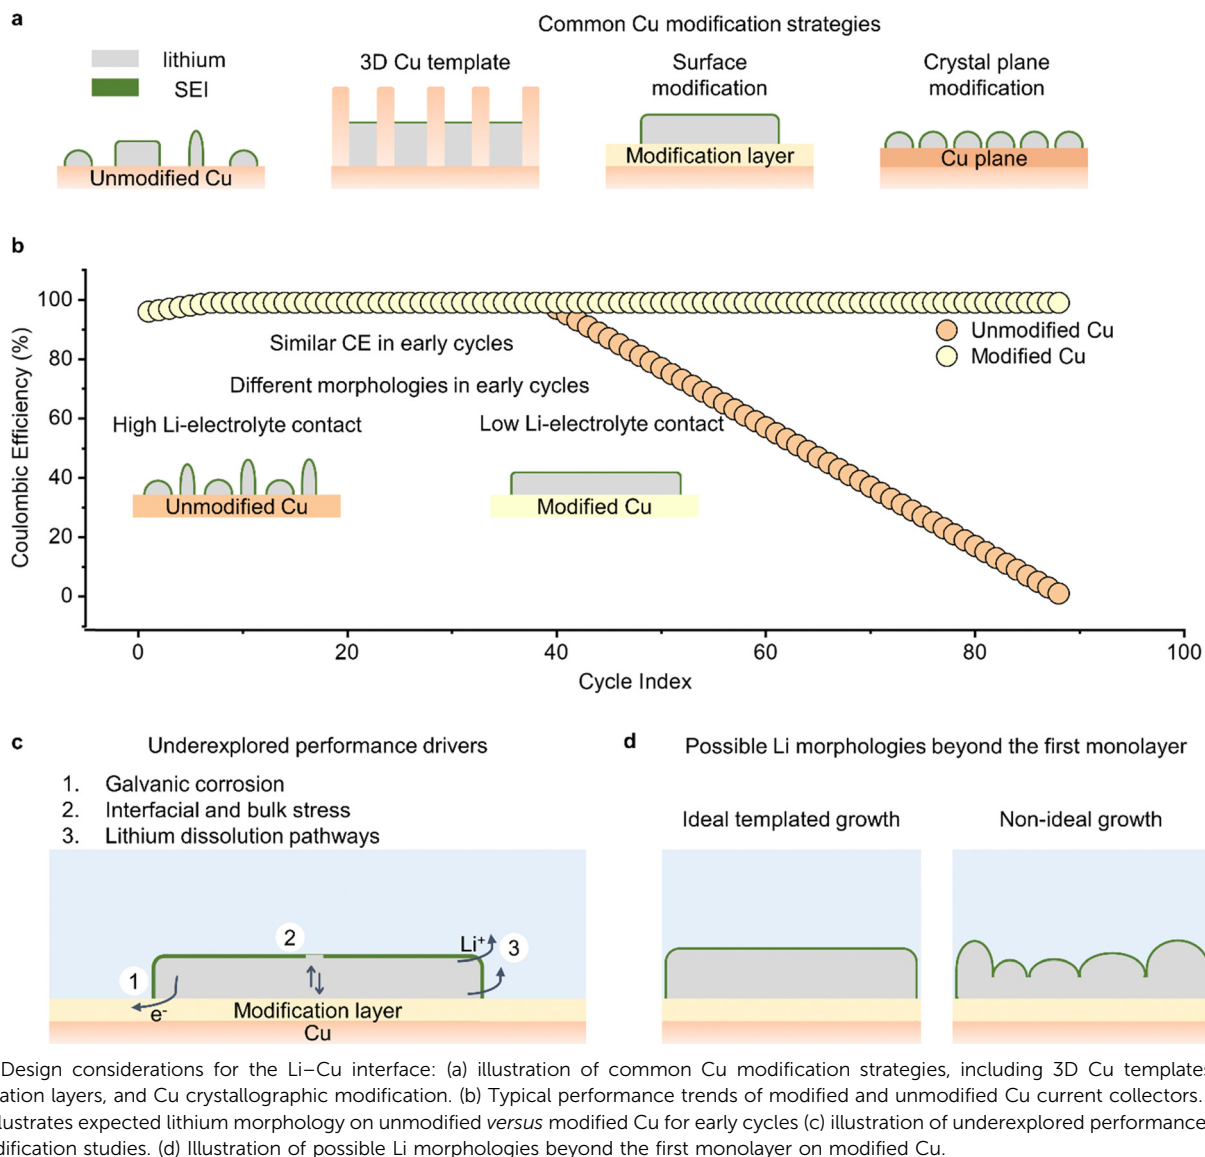 a
Common Cu modification strategies
lithium
SEI
Unmodified Cu
3D Cu template
Surface
modification
Modification layer
Crystal plane
modification
Cu plane
b
Coulombic Efficiency (%)
100
80
60
40
20
0
Similar CE in early cycles
Different morphologies in early cycles
High Li-electrolyte contact
Low Li-electrolyte contact
Unmodified Cu
Modified Cu
Unmodified Cu
Modified Cu
0
20
40
60
80
100
Cycle Index
c
Underexplored performance drivers
1. Galvanic corrosion
2. Interfacial and bulk stress
3. Lithium dissolution pathways
1
2
3
Li+
e-
Modification layer
Cu
d
Possible Li morphologies beyond the first monolayer
Ideal templated growth
Non-ideal growth
Design considerations for the Li–Cu interface: (a) illustration of common Cu modification strategies, including 3D Cu templates
ation layers, and Cu crystallographic modification. (b) Typical performance trends of modified and unmodified Cu current collectors.
llustrates expected lithium morphology on unmodified versus modified Cu for early cycles (c) illustration of underexplored performance
dification studies. (d) Illustration of possible Li morphologies beyond the first monolayer on modified Cu.